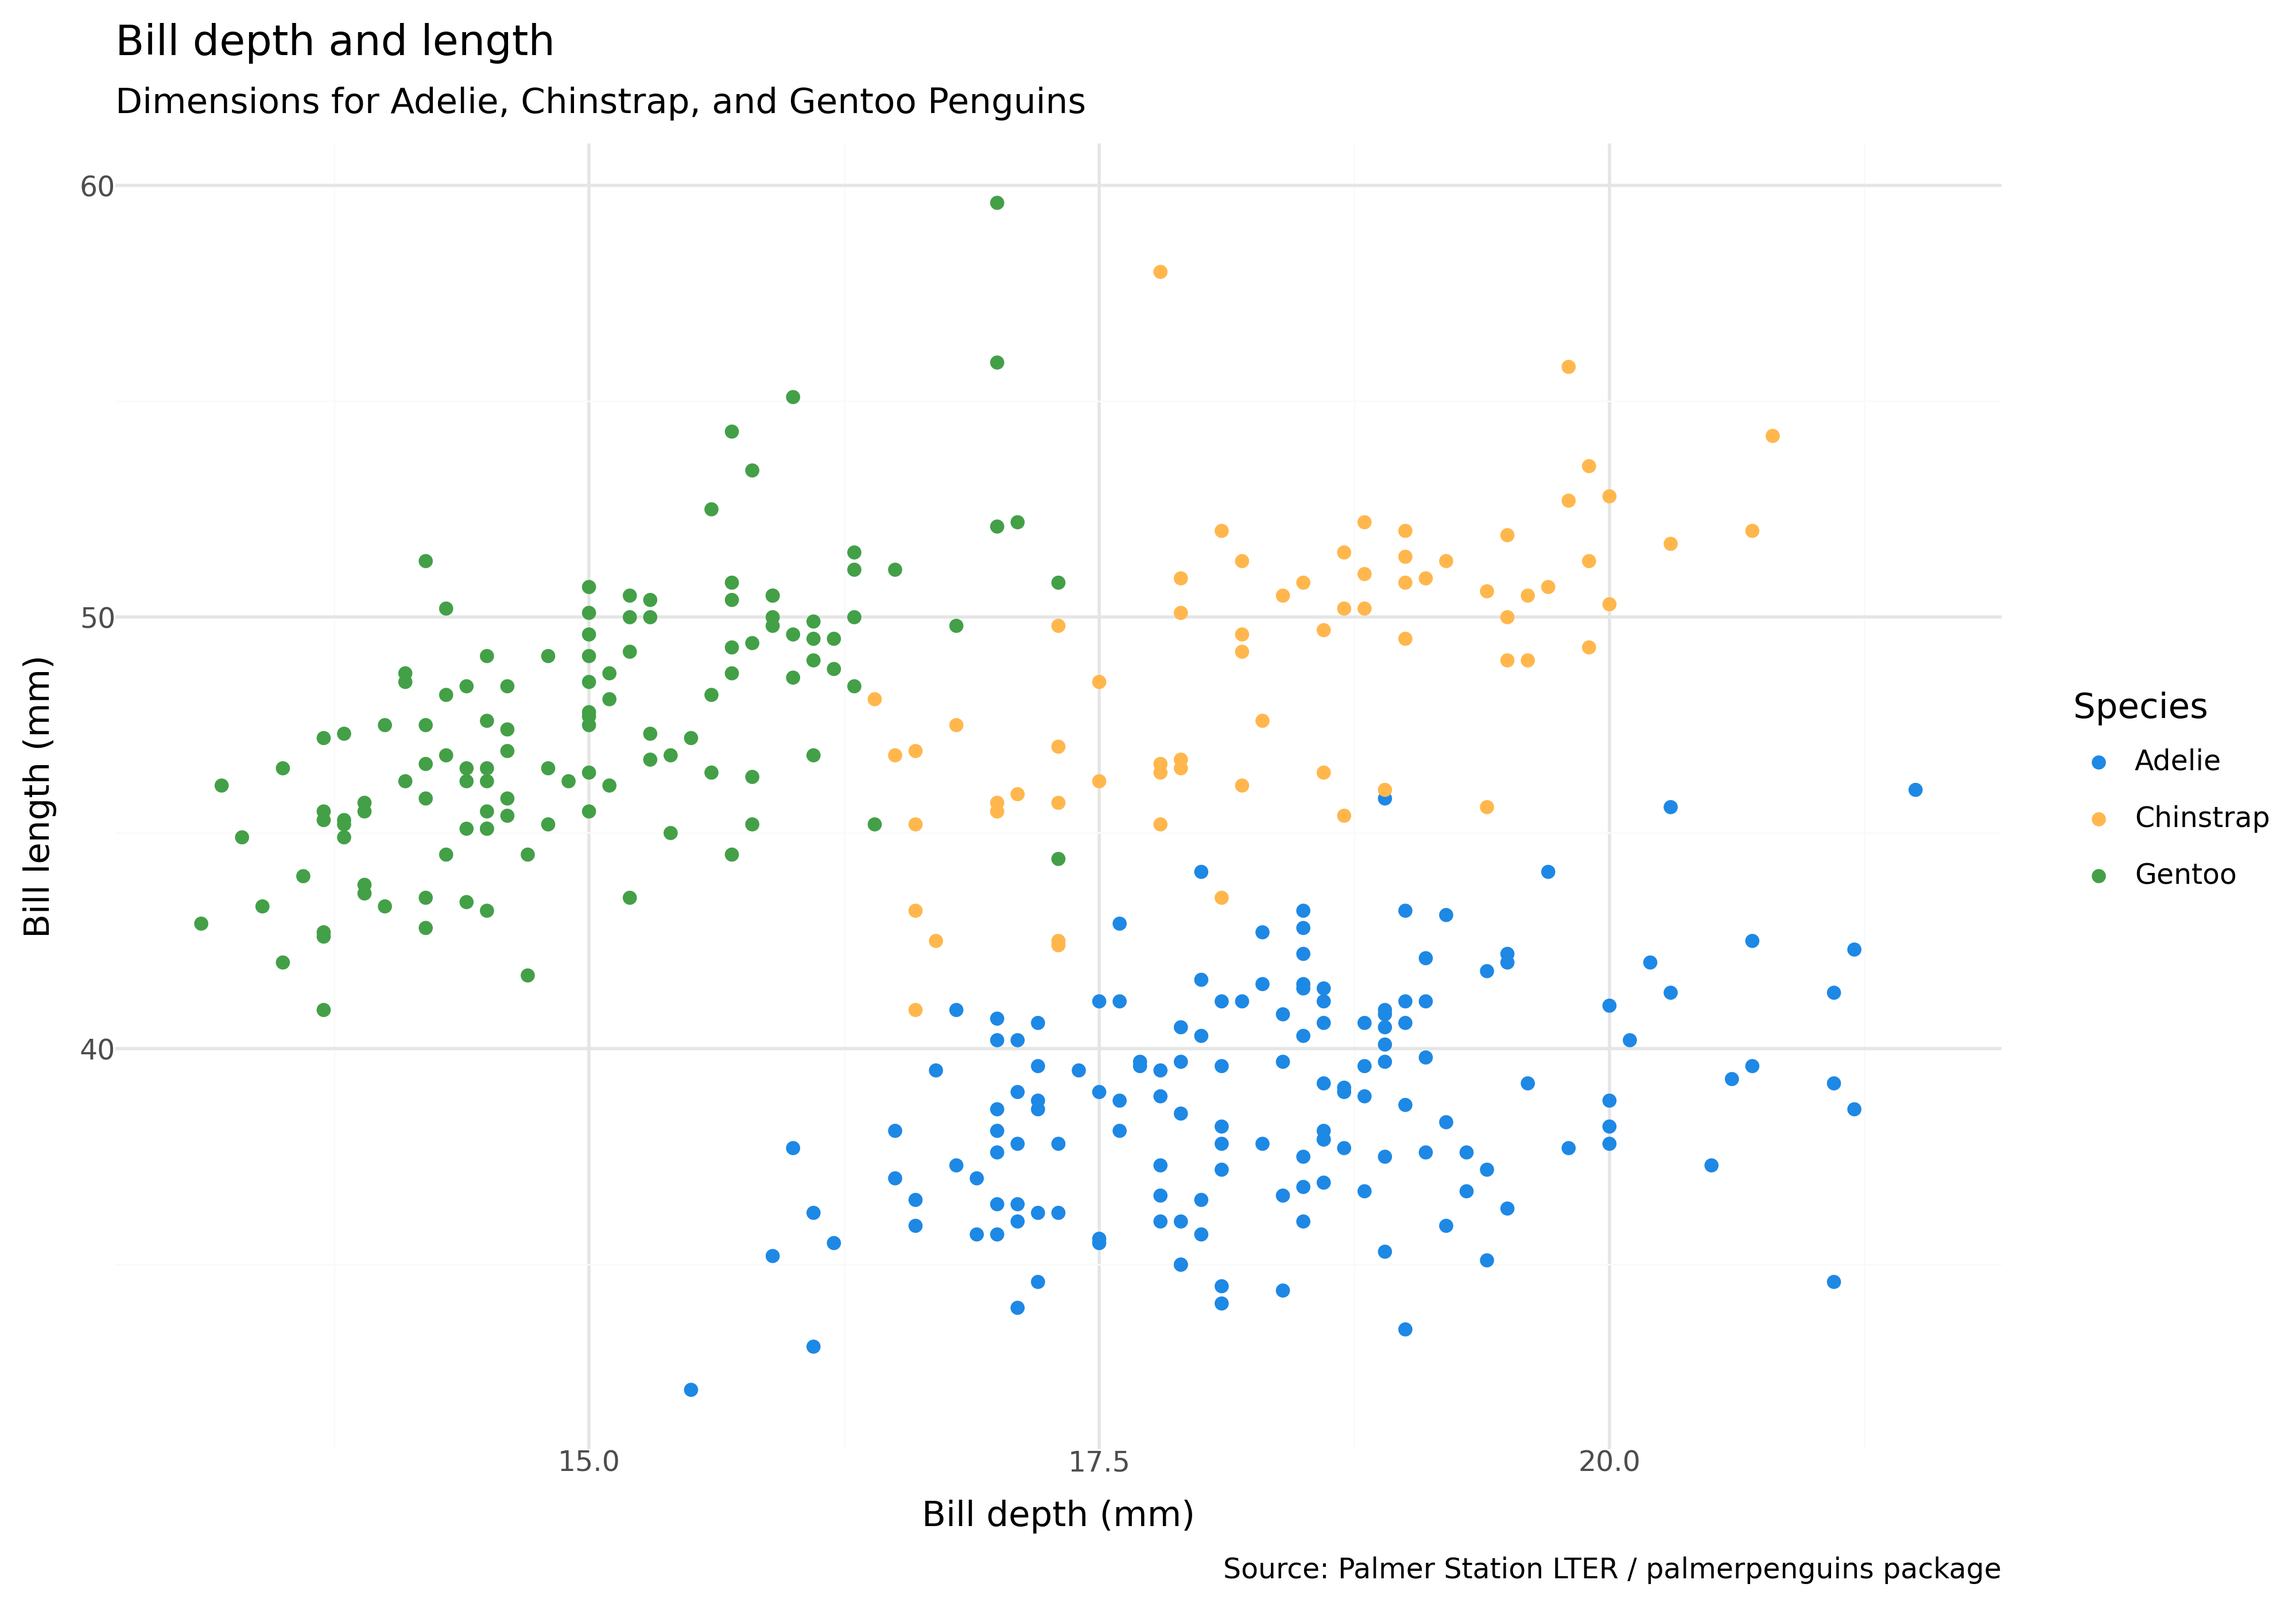 Bill depth and length
Dimensions for Adelie, Chinstrap, and Gentoo Penguins
60
50
40
Bill length (mm)
15.0 17.5 20.0
Bill depth (mm)
Species
Adelie
Chinstrap
Gentoo
Source: Palmer Station LTER / palmerpenguins package